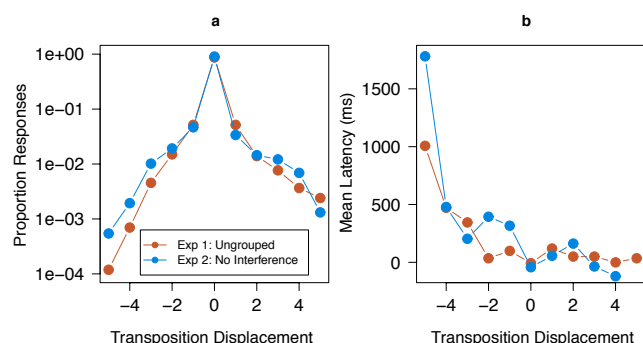 a
b
Proportion Responses
1e+00
1e−01
1e−02
1e−03
1e−04
Exp 1: Ungrouped
Exp 2: No Interference
−4
−2
0
2
4
Transposition Displacement
Mean Latency (ms)
1500
1000
500
0
−4
−2
0
2
4
Transposition Displacement